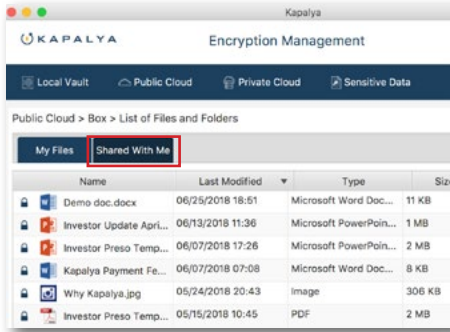 Kapalya
KAPALYA Encryption Management
Local Vault Public Cloud Private Cloud Sensitive Data
Public Cloud > Box > List of Files and Folders
My Files Shared With Me
Name Last Modified Type Siz
Demo doc.docx 06/25/2018 18:51 Microsoft Word Doc... 11 KB
Investor Update Apri... 06/13/2018 11:36 Microsoft PowerPoin... 1 MB
Investor Preso Temp... 06/07/2018 17:26 Microsoft PowerPoin... 2 MB
Kapalya Payment Fe... 06/07/2018 07:08 Microsoft Word Doc... 8 KB
Why Kapalya.jpg 05/24/2018 20:43 Image 306 KB
Investor Preso Temp... 05/15/2018 10:45 PDF 2 MB